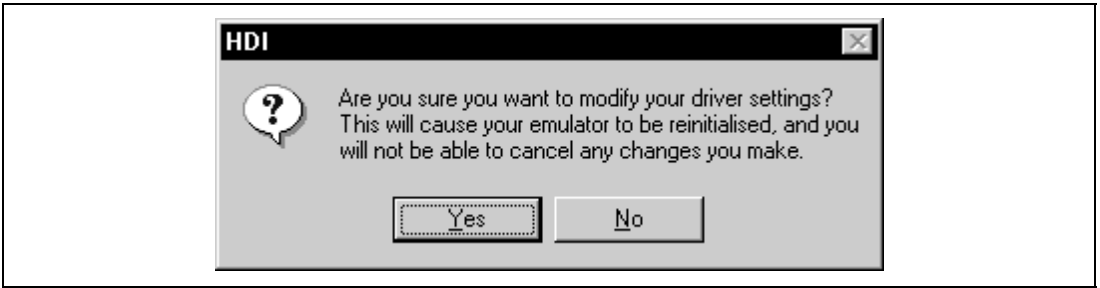 HDI
Are you sure you want to modify your driver settings?
This will cause your emulator to be reinitialised, and you
will not be able to cancel any changes you make.
Yes No